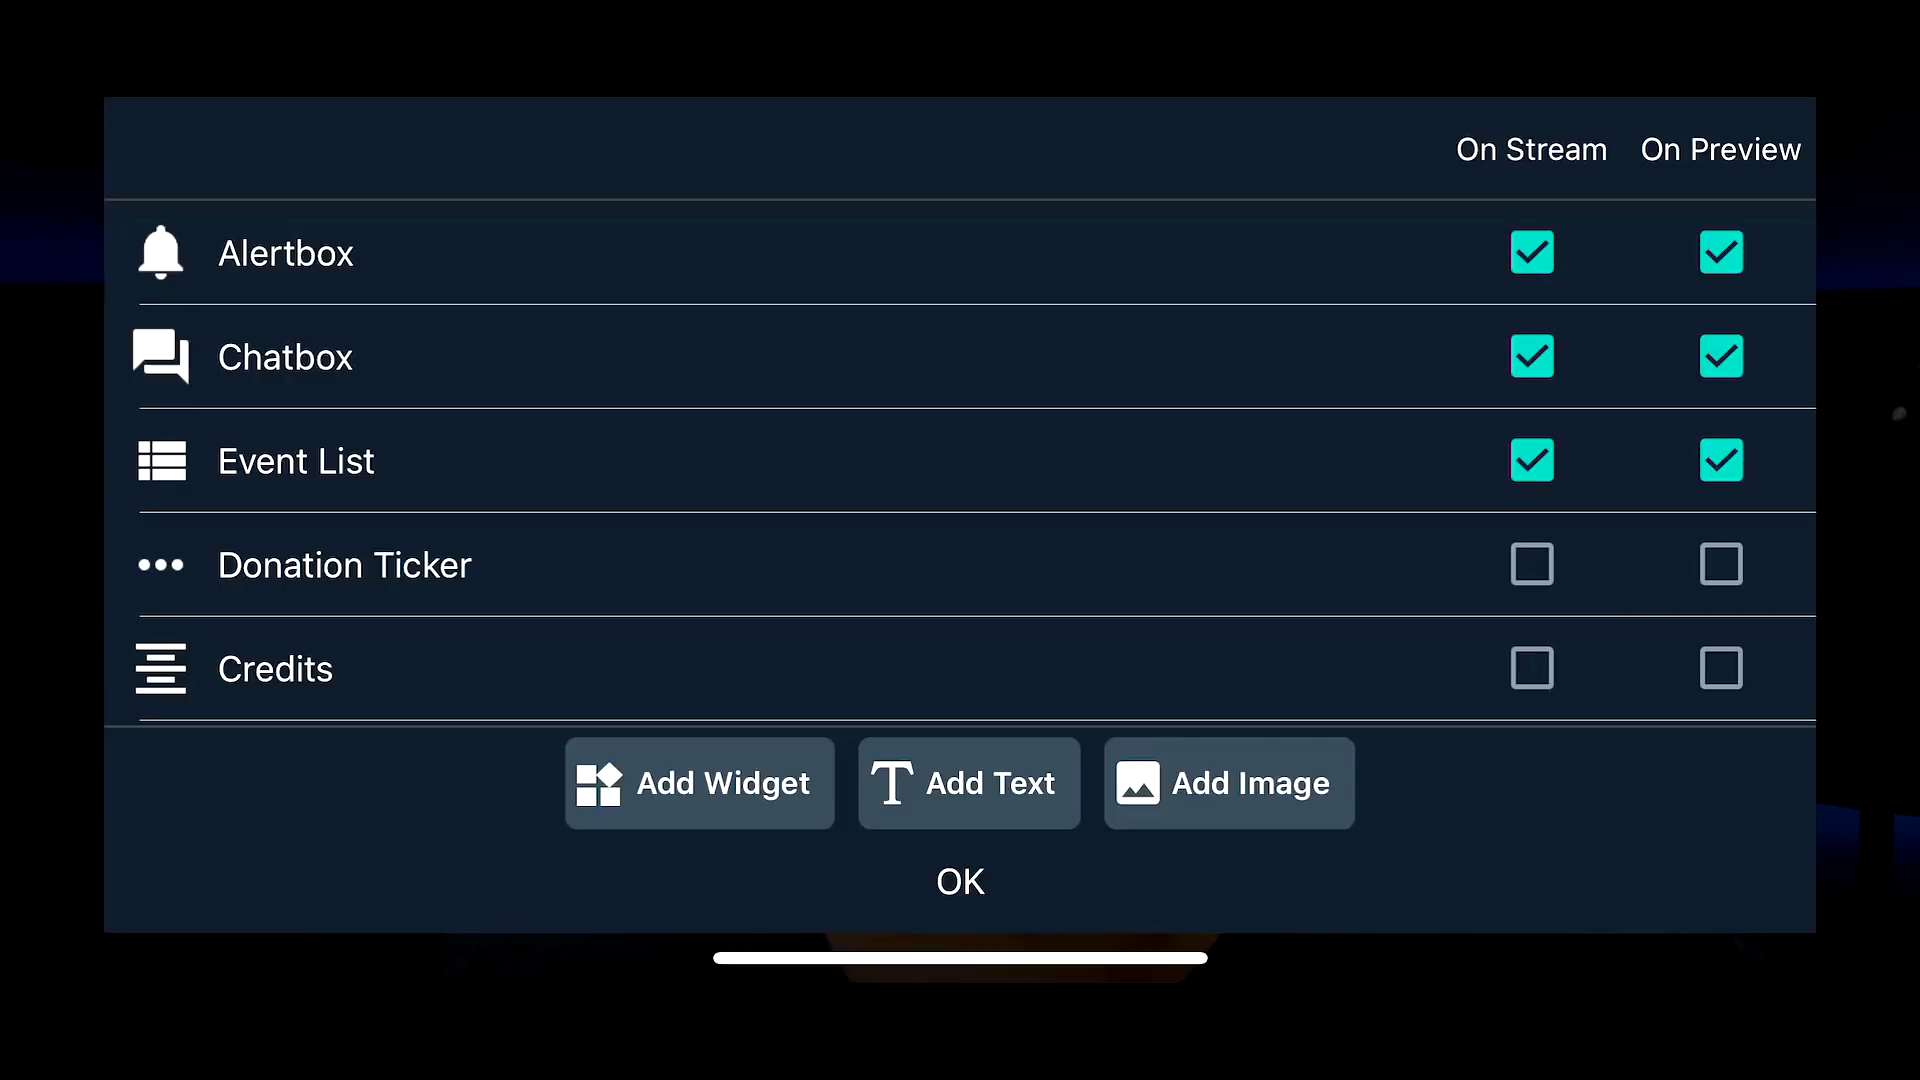 On Stream On Preview
Alertbox
Chatbox
Event List
Donation Ticker
Credits
Add Widget Add Text Add Image
OK